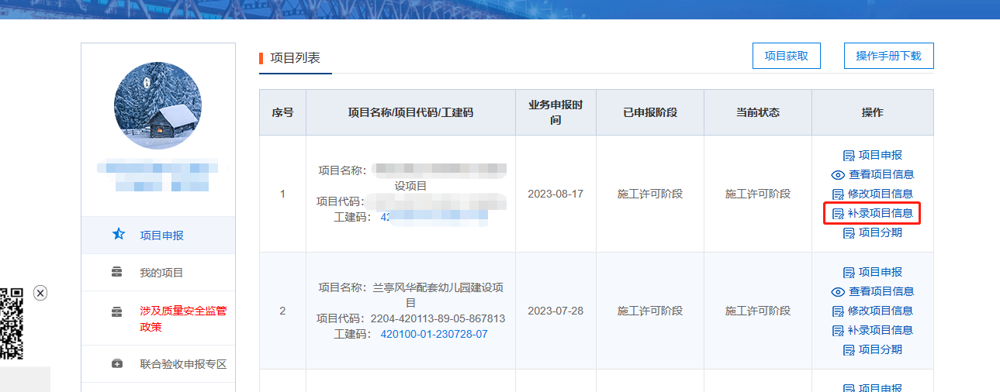 项目列表
项目获取
操作手册下载
序号
项目名称/项目代码/工建码
业务申报时
间
已申报阶段
当前状态
操作
1
项目名称：
设项目
项目代码：
工建码：
2023-08-17
施工许可阶段
施工许可阶段
项目申报
查看项目信息
修改项目信息
补录项目信息
项目分期
2
项目名称：兰亭风华配套幼儿园建设项
目
项目代码：2204-420113-89-05-867813
工建码：420100-01-230728-07
2023-07-28
施工许可阶段
施工许可阶段
项目申报
查看项目信息
修改项目信息
补录项目信息
项目分期
项目申报
项目申报
我的项目
涉及质量安全监管
政策
联合验收申报专区